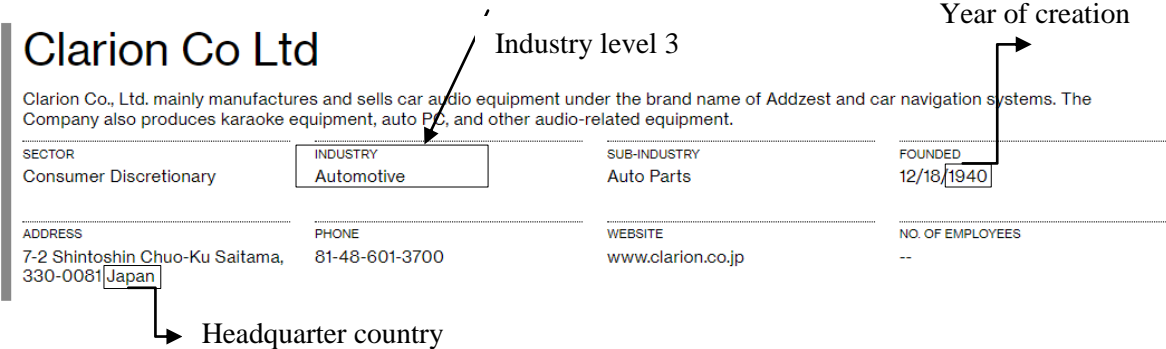 Year of creation
Clarion Co Ltd
Industry level 3
Clarion Co., Ltd. mainly manufactures and sells car audio equipment under the brand name of Addzest and car navigation systems. The
Company also produces karaoke equipment, auto PC, and other audio-related equipment.
SECTOR
Consumer Discretionary
INDUSTRY
Automotive
SUB-INDUSTRY
Auto Parts
FOUNDED
12/18/1940
ADDRESS
7-2 Shintoshin Chuo-Ku Saitama,
330-0081 Japan
PHONE
81-48-601-3700
WEBSITE
www.clarion.co.jp
NO. OF EMPLOYEES
--
Headquarter country